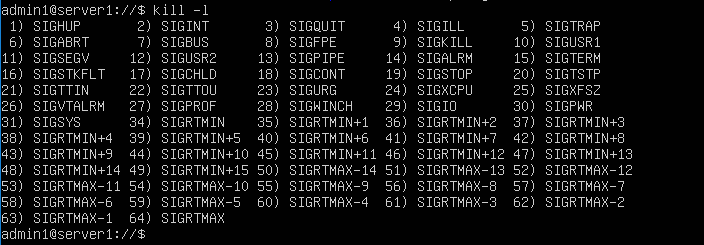 admin1@server1://$ kill -l
 1) SIGHUP       2) SIGINT       3) SIGQUIT      4) SIGILL       5) SIGTRAP
 6) SIGABRT      7) SIGBUS       8) SIGFPE       9) SIGKILL     10) SIGUSR1
11) SIGSEGV     12) SIGUSR2     13) SIGPIPE     14) SIGALRM     15) SIGTERM
16) SIGSTKFLT   17) SIGCHLD     18) SIGCONT     19) SIGSTOP     20) SIGTSTP
21) SIGTTIN     22) SIGTTOU     23) SIGURG      24) SIGXCPU     25) SIGXFSZ
26) SIGVTALRM   27) SIGPROF     28) SIGWINCH    29) SIGIO       30) SIGPWR
31) SIGSYS      34) SIGRTMIN    35) SIGRTMIN+1  36) SIGRTMIN+2  37) SIGRTMIN+3
38) SIGRTMIN+4  39) SIGRTMIN+5  40) SIGRTMIN+6  41) SIGRTMIN+7  42) SIGRTMIN+8
43) SIGRTMIN+9  44) SIGRTMIN+10 45) SIGRTMIN+11 46) SIGRTMIN+12 47) SIGRTMIN+13
48) SIGRTMIN+14 49) SIGRTMIN+15 50) SIGRTMAX-14 51) SIGRTMAX-13 52) SIGRTMAX-12
53) SIGRTMAX-11 54) SIGRTMAX-10 55) SIGRTMAX-9  56) SIGRTMAX-8  57) SIGRTMAX-7
58) SIGRTMAX-6  59) SIGRTMAX-5  60) SIGRTMAX-4  61) SIGRTMAX-3  62) SIGRTMAX-2
63) SIGRTMAX-1  64) SIGRTMAX
admin1@server1://$